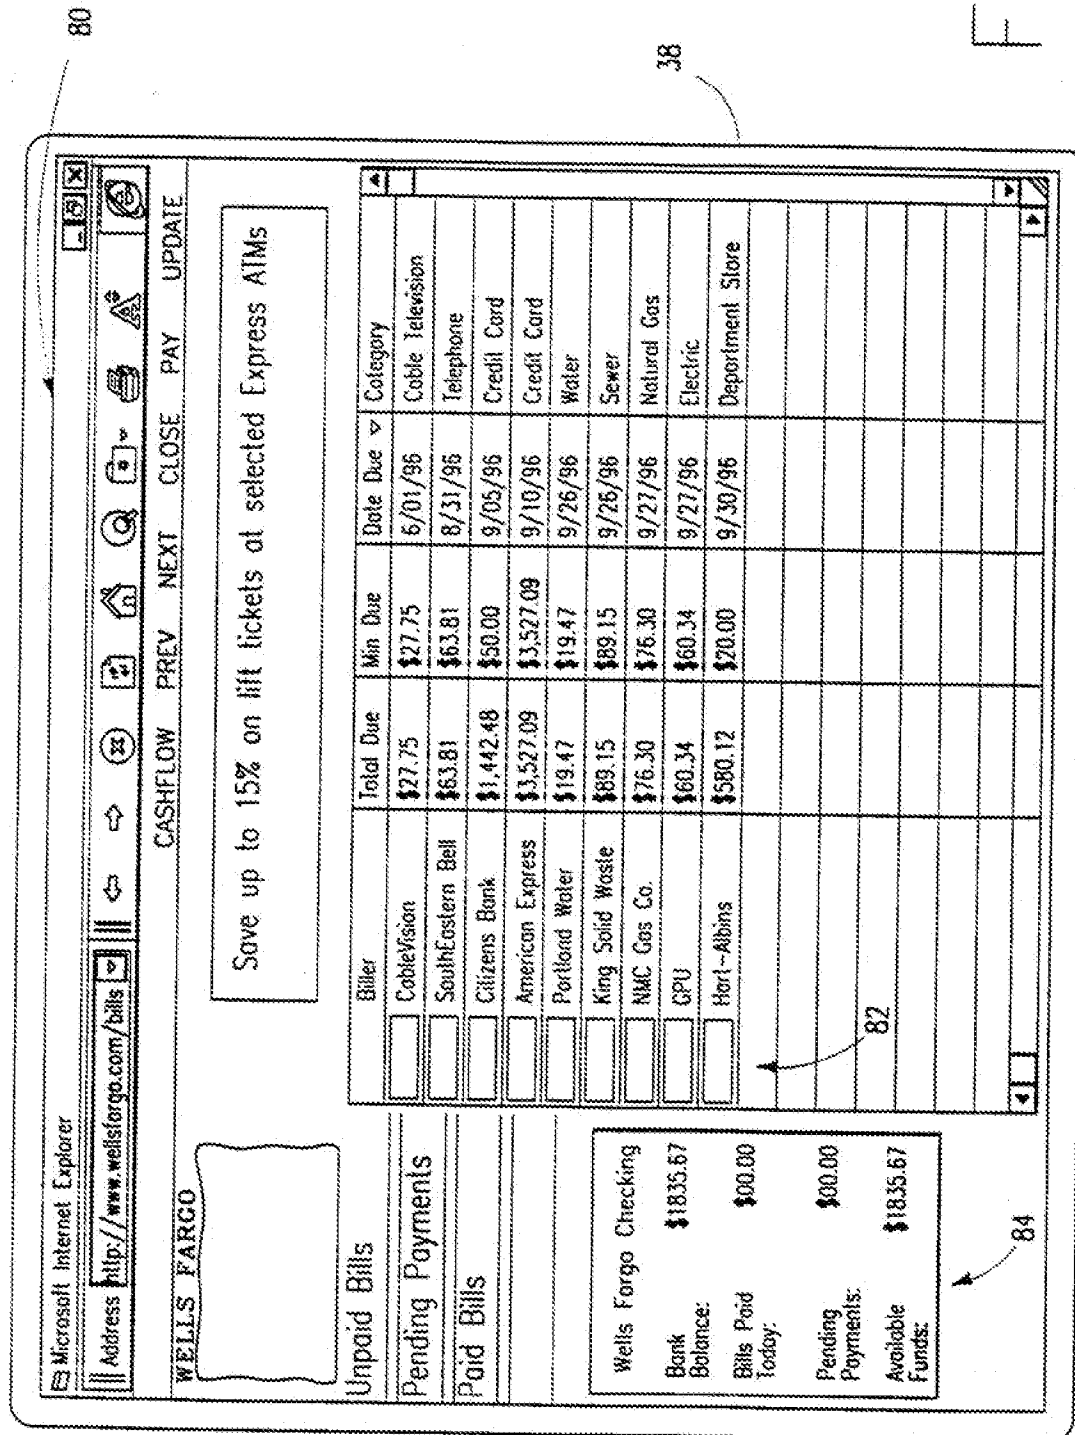 80
Microsoft Internet Explorer
Address http://www.wellsfargo.com/bills
WELLS FARGO
CASHFLOW PREV NEXT CLOSE PAY UPDATE
Save up to 15% on lift tickets at selected Express ATMs
Unpaid Bills
Pending Payments
Paid Bills
Biller Total Due Min Due Date Due Category
CableVision $27.75 $27.75 6/01/96 Cable Television
SouthEastern Bell $63.81 $63.81 8/31/96 Telephone
Citizens Bank $1,442.48 $50.00 9/05/96 Credit Card
American Express $3,527.09 $3,527.09 9/10/96 Credit Card
Portland Water $19.47 $19.47 9/26/96 Water
King Solid Waste $89.15 $89.15 9/26/96 Sewer
NMC Gas Co. $76.30 $76.30 9/27/96 Natural Gas
GPU $60.34 $60.34 9/27/96 Electric
Hart-Albins $580.12 $20.00 9/30/96 Department Store
Wells Fargo Checking
Bank
Balance: $1835.67
Bills Paid
Today: $00.00
Pending
Payments: $00.00
Available
Funds: $1835.67
82
84
38
F